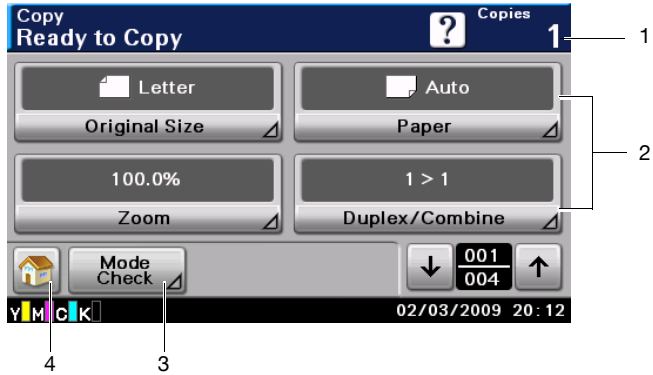 Copy
Ready to Copy
?
Copies
1
1
Letter
Original Size
Auto
Paper
2
100.0%
Zoom
1 > 1
Duplex/Combine
Mode
Check
001
004
Y M C K
02/03/2009 20:12
4
3